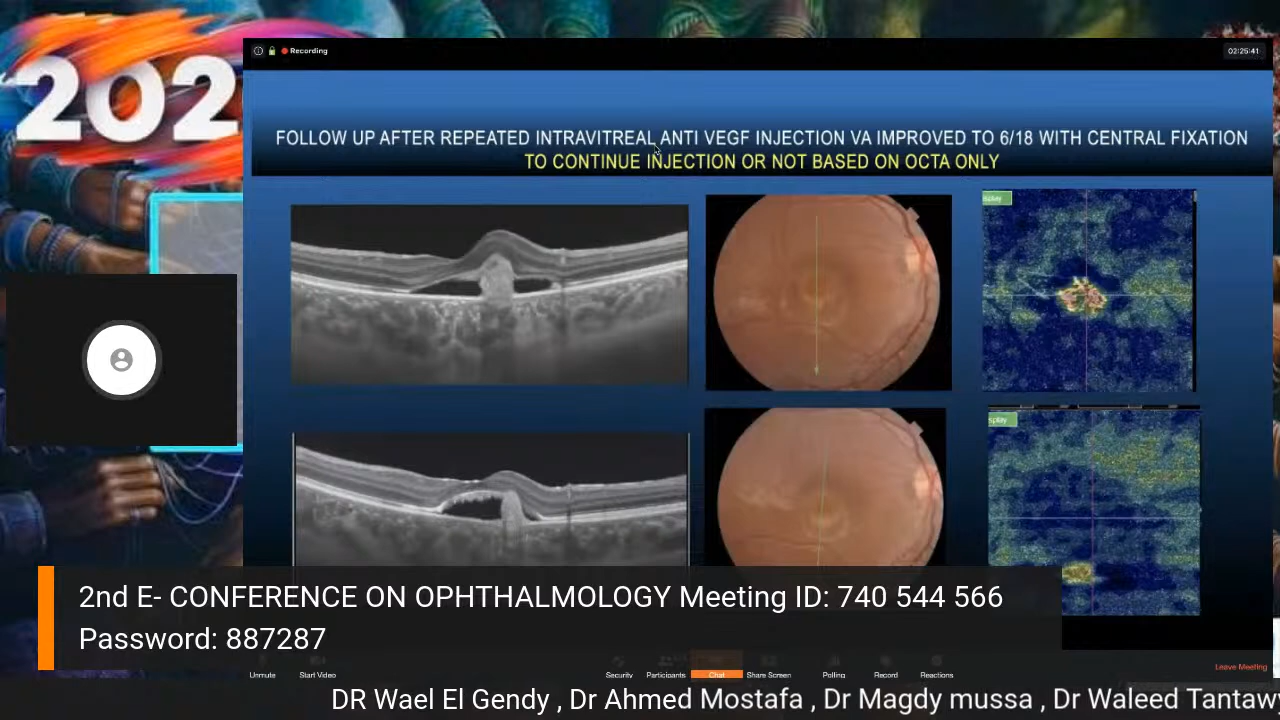 202
Recording
02:25:41
FOLLOW UP AFTER REPEATED INTRAVITREAL ANTI VEGF INJECTION VA IMPROVED TO 6/18 WITH CENTRAL FIXATION
TO CONTINUE INJECTION OR NOT BASED ON OCTA ONLY
splay
splay
2nd E- CONFERENCE ON OPHTHALMOLOGY Meeting ID: 740 544 566
Password: 887287
Unmute Start Video Security Participants Chat Share Screen Polling Record Reactions Leave Meeting
DR Wael El Gendy , Dr Ahmed Mostafa , Dr Magdy mussa , Dr Waleed Tantaw